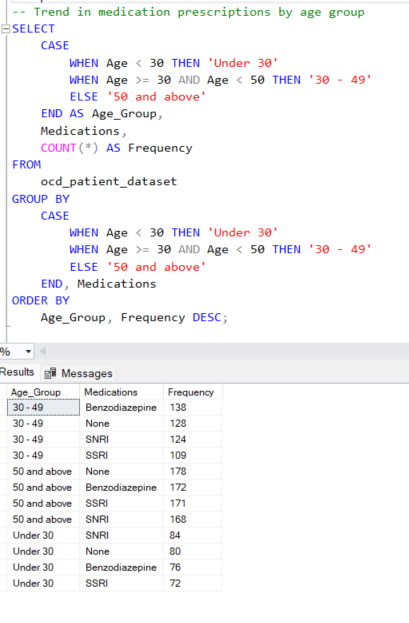 -- Trend in medication prescriptions by age group
SELECT
CASE
WHEN Age < 30 THEN 'Under 30'
WHEN Age >= 30 AND Age < 50 THEN '30 - 49'
ELSE '50 and above'
END AS Age_Group,
Medications,
COUNT(*) AS Frequency
FROM
ocd_patient_dataset
GROUP BY
CASE
WHEN Age < 30 THEN 'Under 30'
WHEN Age >= 30 AND Age < 50 THEN '30 - 49'
ELSE '50 and above'
END, Medications
ORDER BY
Age_Group, Frequency DESC;
%
Results Messages
Age_Group Medications Frequency
30 - 49 Benzodiazepine 138
30 - 49 None 128
30 - 49 SNRI 124
30 - 49 SSRI 109
50 and above None 178
50 and above Benzodiazepine 172
50 and above SSRI 171
50 and above SNRI 168
Under 30 SNRI 84
Under 30 None 80
Under 30 Benzodiazepine 76
Under 30 SSRI 72